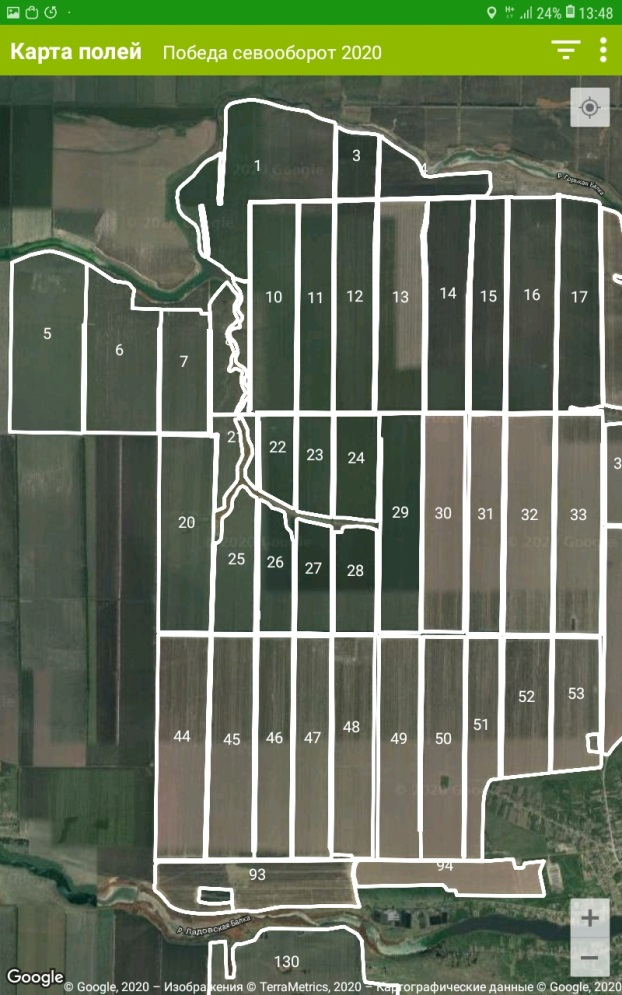 H+ 24% 13:48
Карта полей Победа севооборот 2020
1
3
4
р. Горькая Балка
5 6 7 10 11 12 13 14 15 16 17
21 22 23 24
3
20 29 30 31 32 33
25 26 27 28
52 53
44 45 46 47 48 49 50 51
93 94
р. Ладовская Балка
130
Google © Google, 2020 – Изображения © TerraMetrics, 2020 – Картографические данные © Google, 2020